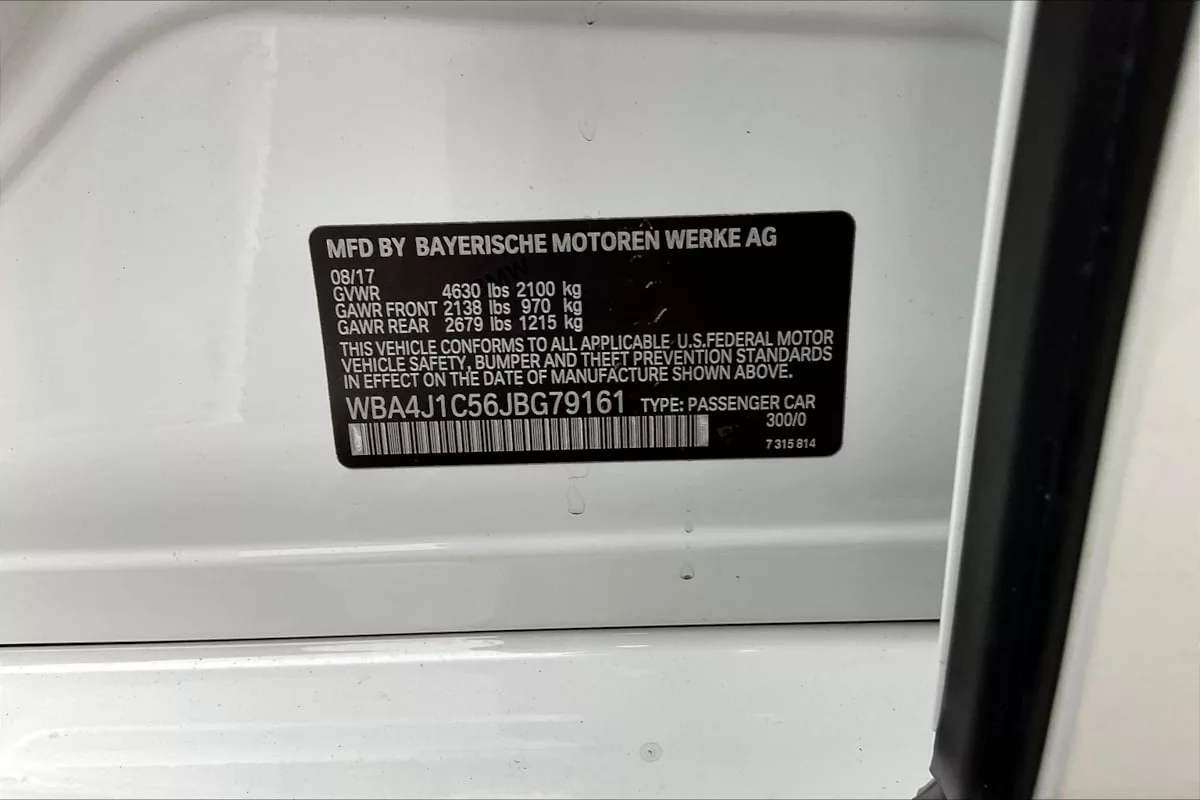 MFD BY BAYERISCHE MOTOREN WERKE AG
08/17
GVWR 4630 lbs 2100 kg
GAWR FRONT 2138 lbs 970 kg
GAWR REAR 2679 lbs 1215 kg
THIS VEHICLE CONFORMS TO ALL APPLICABLE U.S.FEDERAL MOTOR
VEHICLE SAFETY, BUMPER AND THEFT PREVENTION STANDARDS
IN EFFECT ON THE DATE OF MANUFACTURE SHOWN ABOVE.
WBA4J1C56JBG79161 TYPE: PASSENGER CAR
300/0
7 315 814